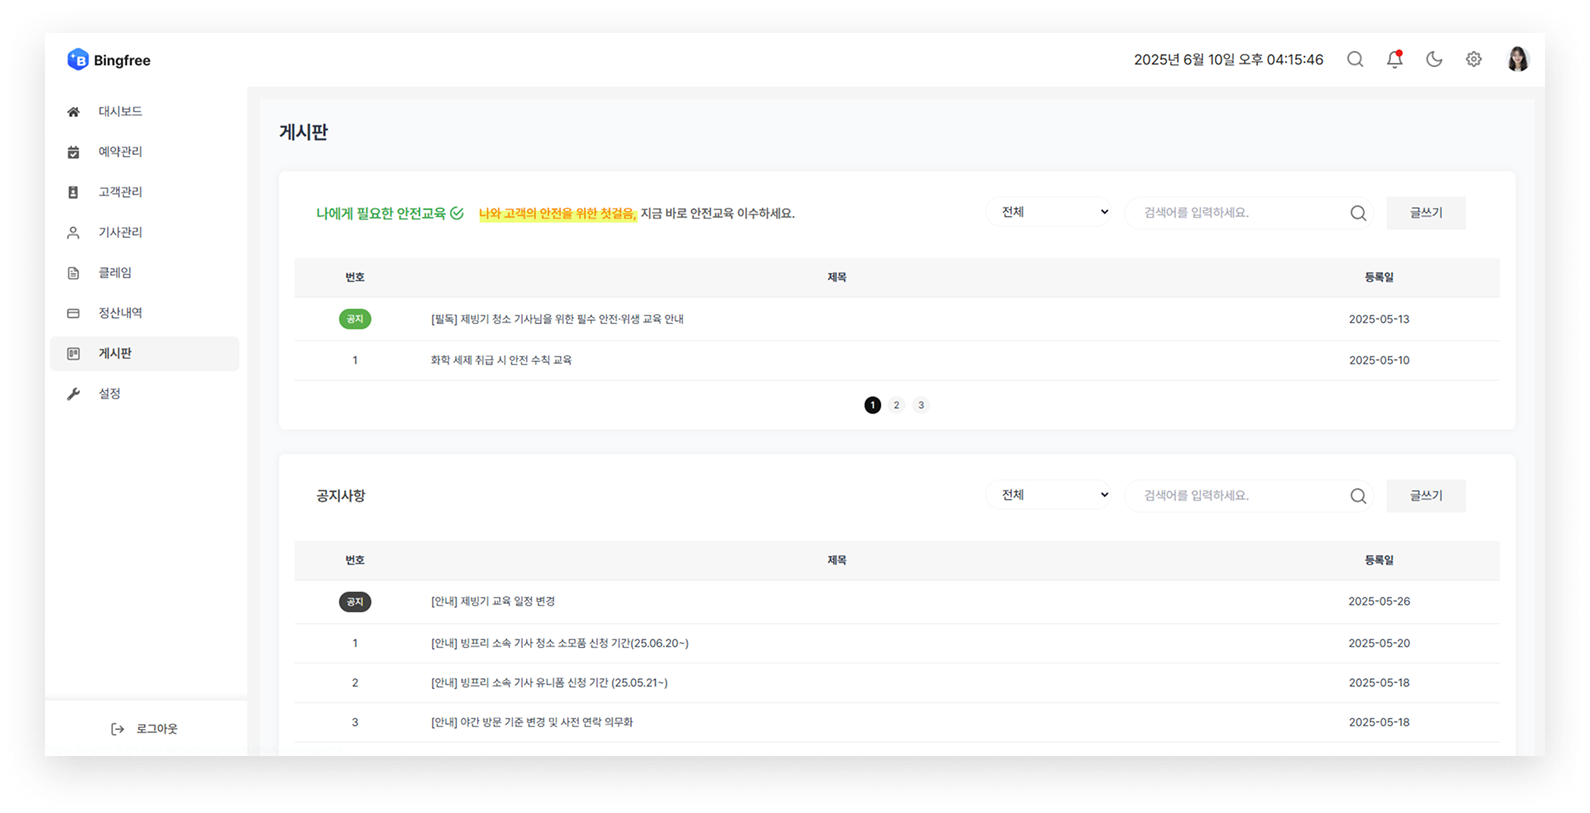 Bingfree
2025년 6월 10일 오후 04:15:46
대시보드
예약관리
고객관리
기사관리
클레임
정산내역
게시판
설정
로그아웃
게시판
나에게 필요한 안전교육 나와 고객의 안전을 위한 첫걸음, 지금 바로 안전교육 이수하세요. 전체 검색어를 입력하세요. 글쓰기
번호 제목 등록일
공지 [필독] 제빙기 청소 기사님을 위한 필수 안전·위생 교육 안내 2025-05-13
1 화학 세제 취급 시 안전 수칙 교육 2025-05-10
1 2 3
공지사항 전체 검색어를 입력하세요. 글쓰기
번호 제목 등록일
공지 [안내] 제빙기 교육 일정 변경 2025-05-26
1 [안내] 빙프리 소속 기사 청소 소모품 신청 기간(25.06.20~) 2025-05-20
2 [안내] 빙프리 소속 기사 유니폼 신청 기간 (25.05.21~) 2025-05-18
3 [안내] 야간 방문 기준 변경 및 사전 연락 의무화 2025-05-18